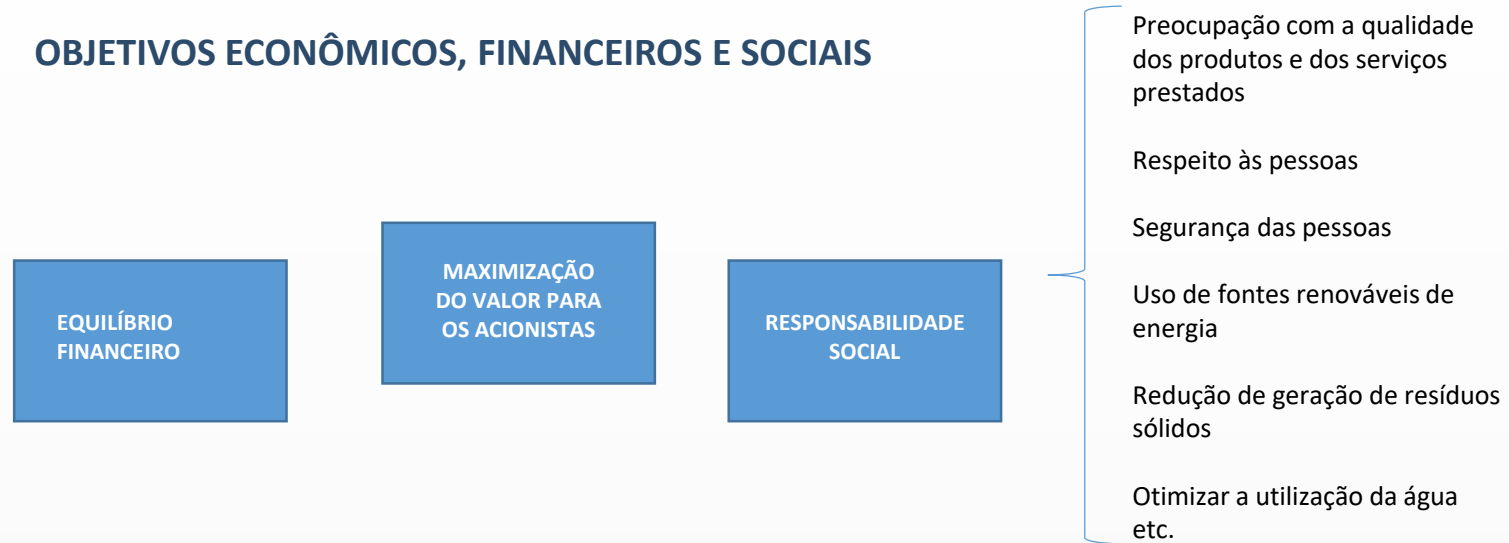 OBJETIVOS ECONÔMICOS, FINANCEIROS E SOCIAIS
EQUILÍBRIO
FINANCEIRO
MAXIMIZAÇÃO
DO VALOR PARA
OS ACIONISTAS
RESPONSABILIDADE
SOCIAL
Preocupação com a qualidade
dos produtos e dos serviços
prestados
Respeito às pessoas
Segurança das pessoas
Uso de fontes renováveis de
energia
Redução de geração de resíduos
sólidos
Otimizar a utilização da água
etc.